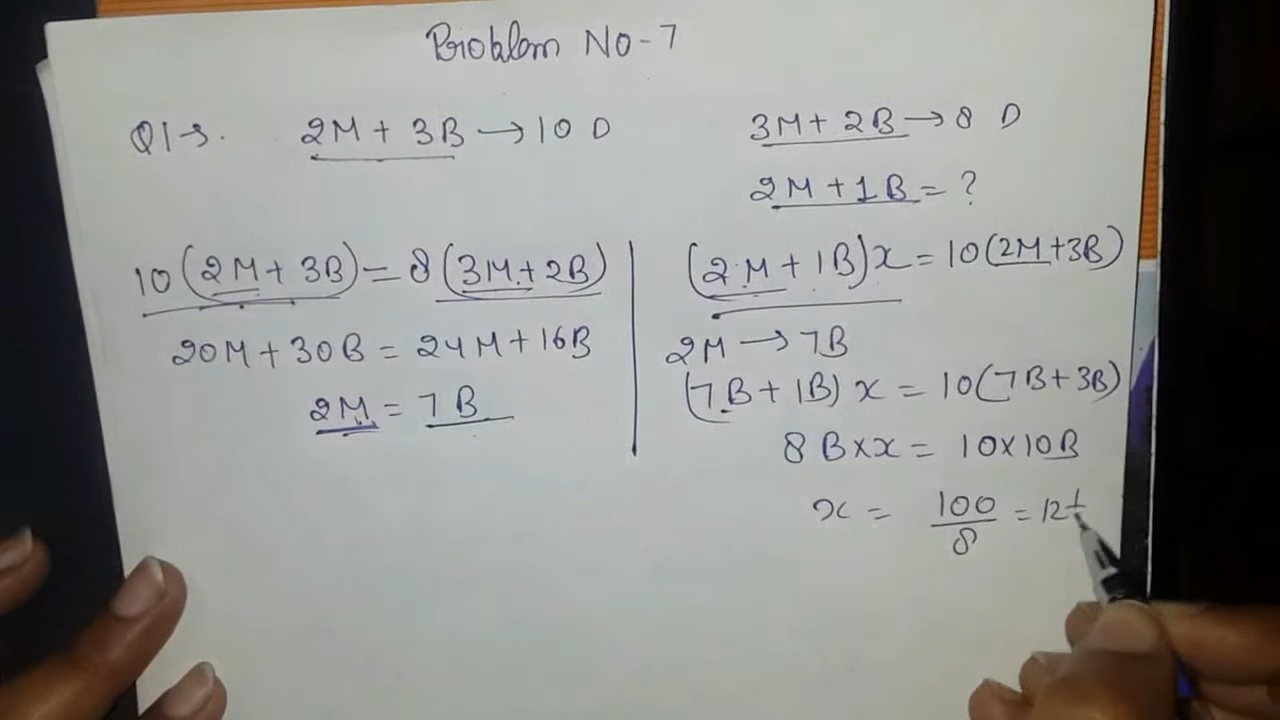 Problem No-7
Q1→. 2M + 3B → 10 D
3M + 2B → 8 D
2M + 1B = ?
10(2M + 3B) = 8(3M + 2B)
20M + 30B = 24M + 16B
2M = 7B
(2M + 1B)x = 10(2M+3B)
2M → 7B
(7B + 1B) x = 10(7B+3B)
8B×x = 10×10B
x = 100/8 = 12 1